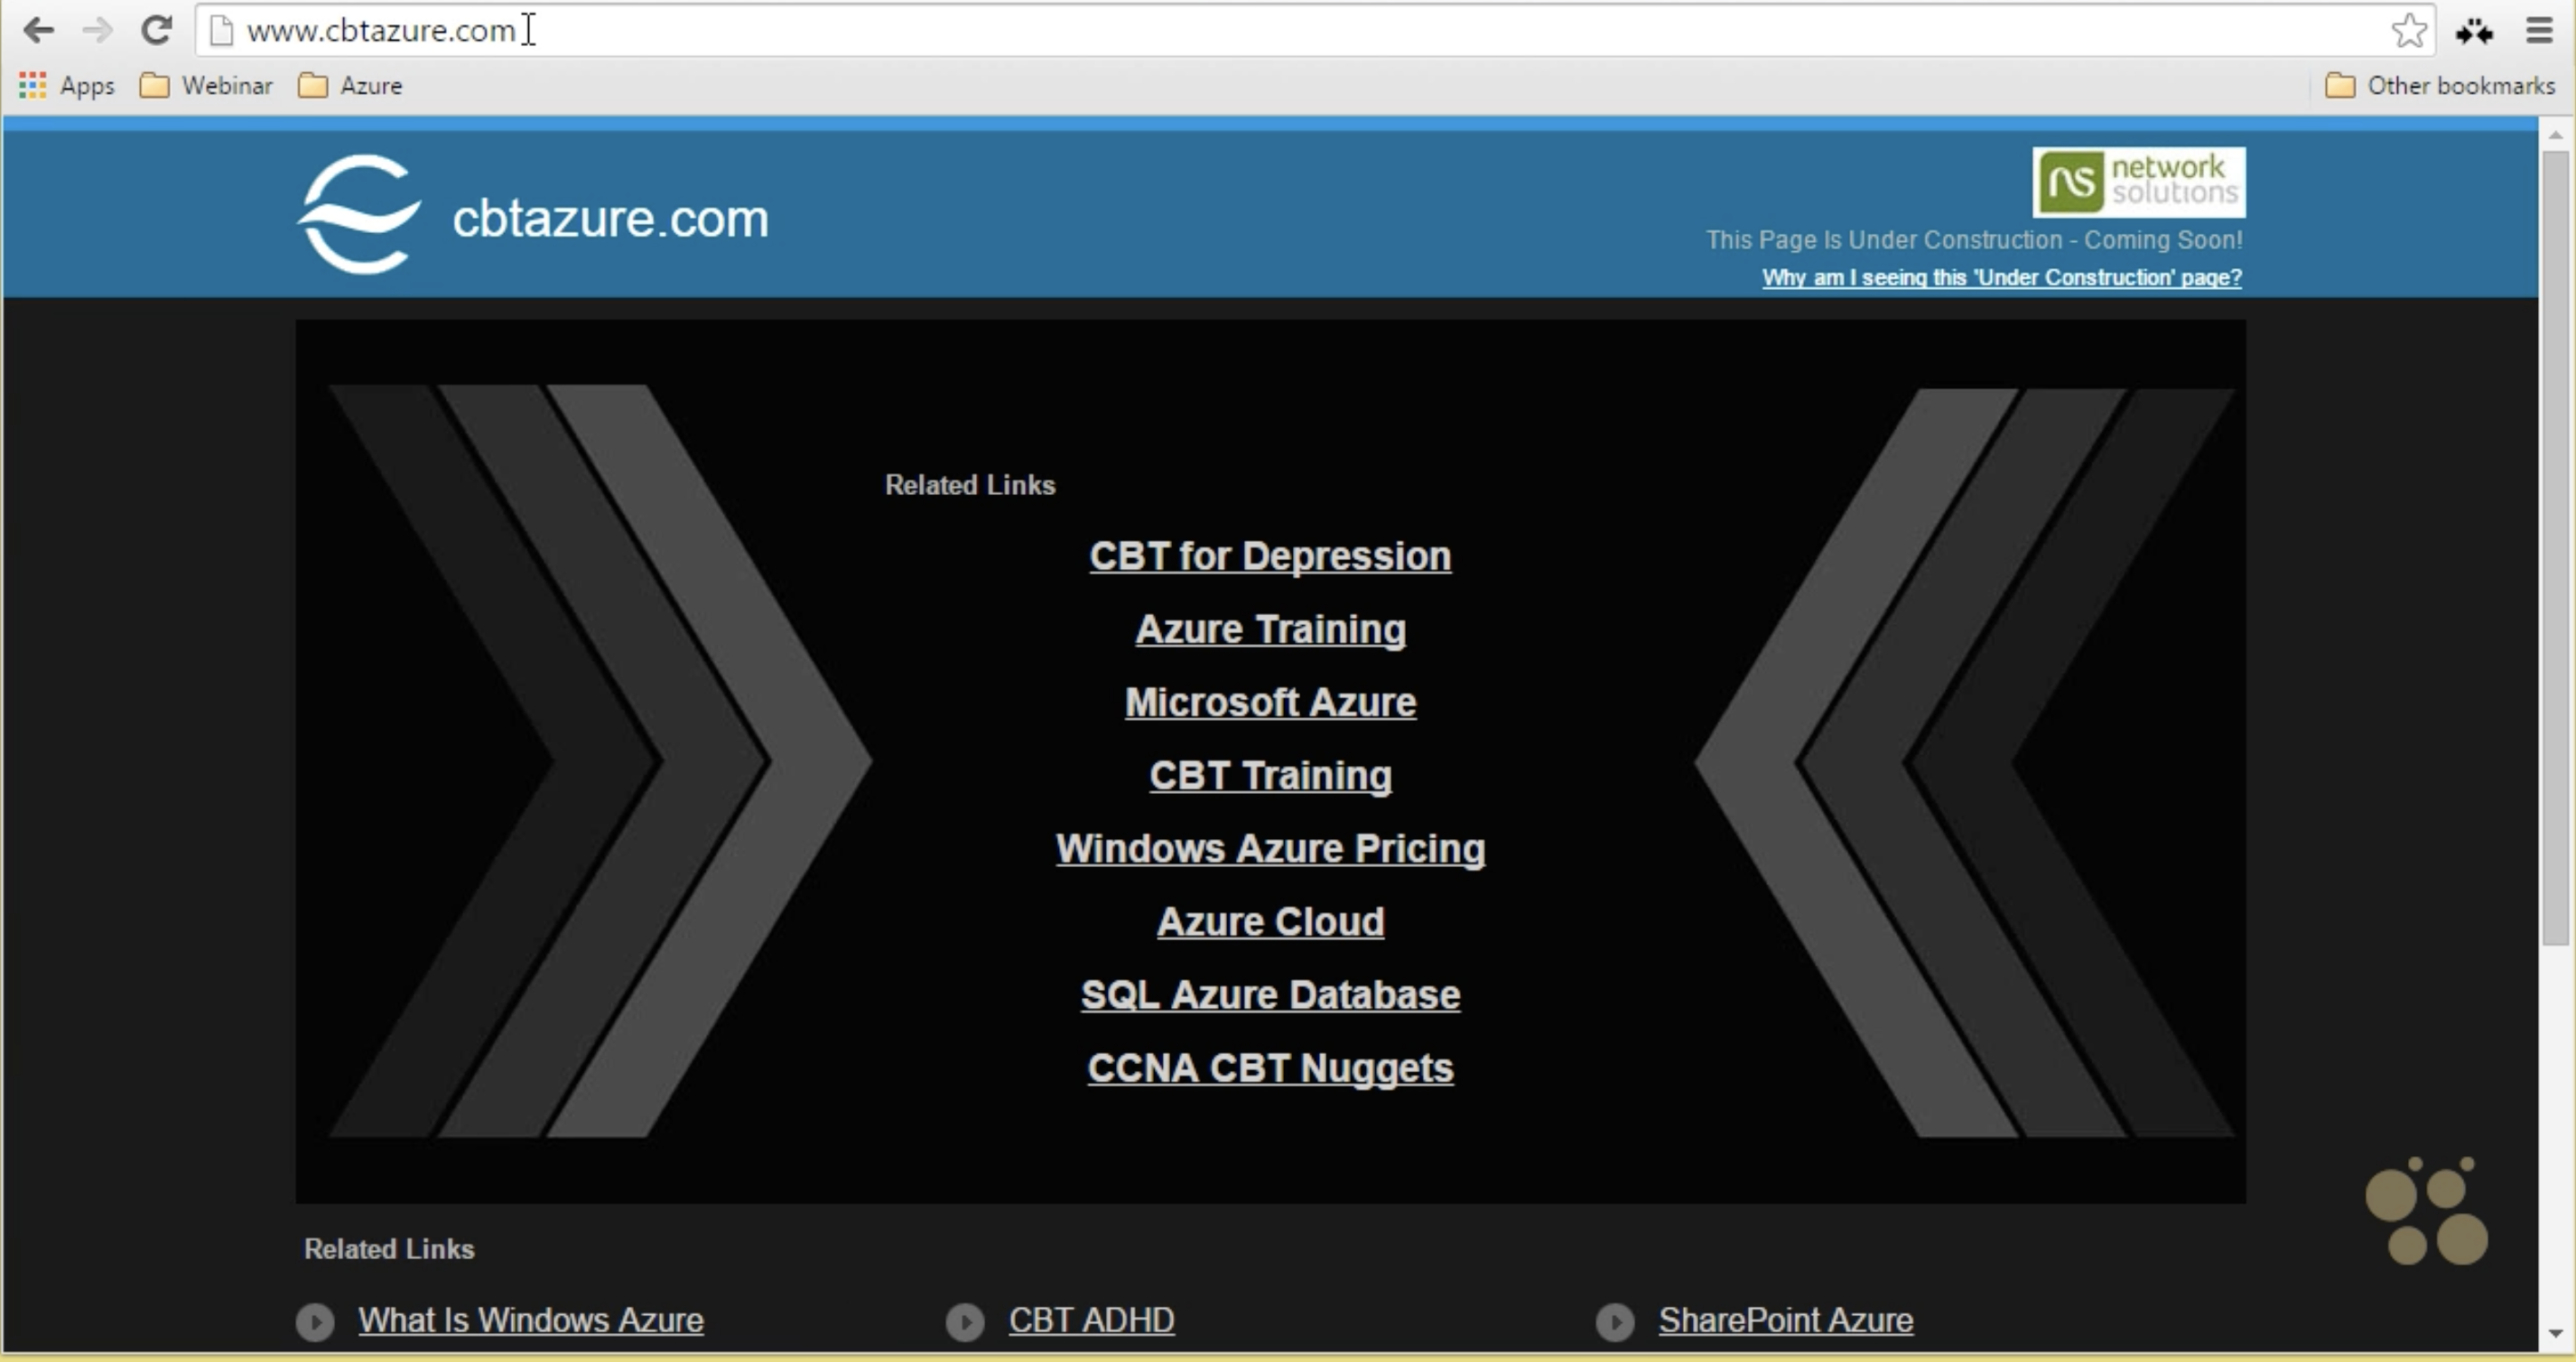 www.cbtazure.com
Apps Webinar Azure Other bookmarks
cbtazure.com
ns network solutions
This Page Is Under Construction - Coming Soon!
Why am I seeing this 'Under Construction' page?
Related Links
CBT for Depression
Azure Training
Microsoft Azure
CBT Training
Windows Azure Pricing
Azure Cloud
SQL Azure Database
CCNA CBT Nuggets
Related Links
What Is Windows Azure CBT ADHD SharePoint Azure